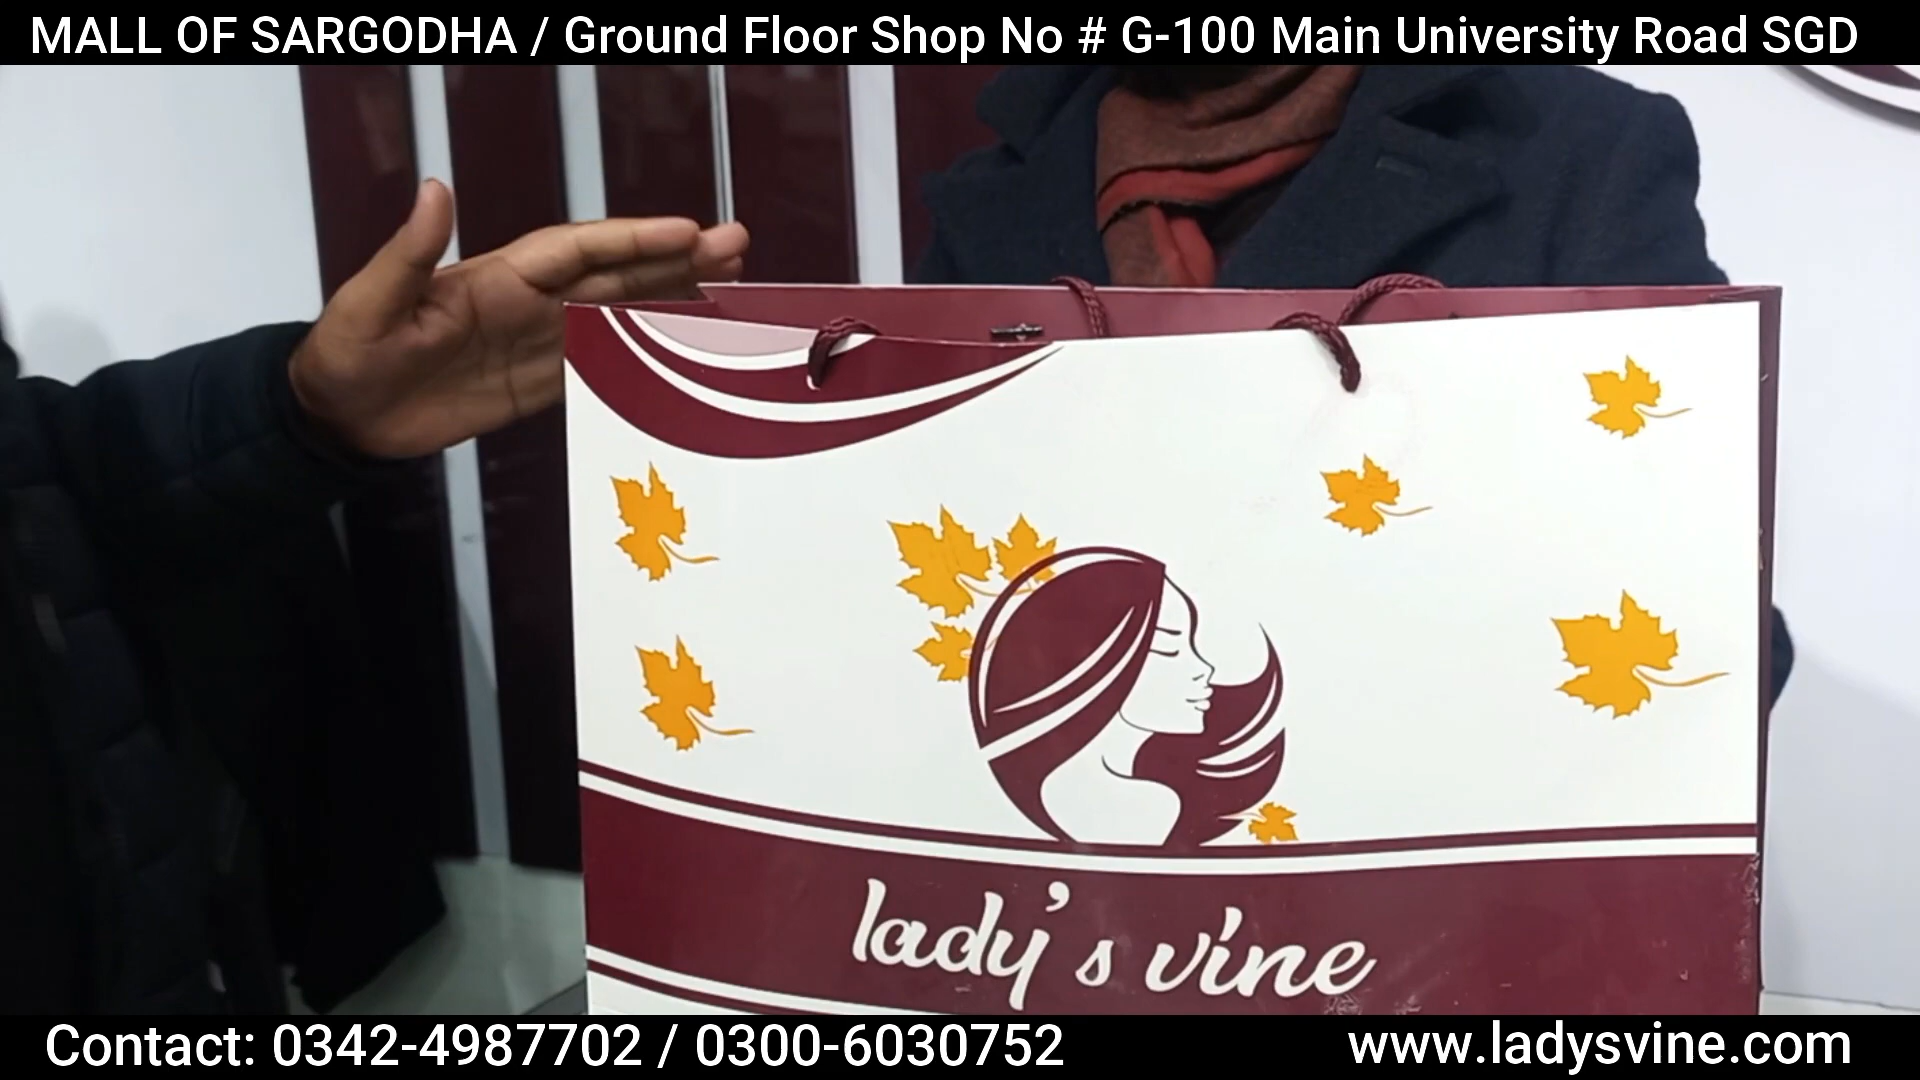 MALL OF SARGODHA / Ground Floor Shop No # G-100 Main University Road SGD
lady's vine
Contact: 0342-4987702 / 0300-6030752
www.ladysvine.com